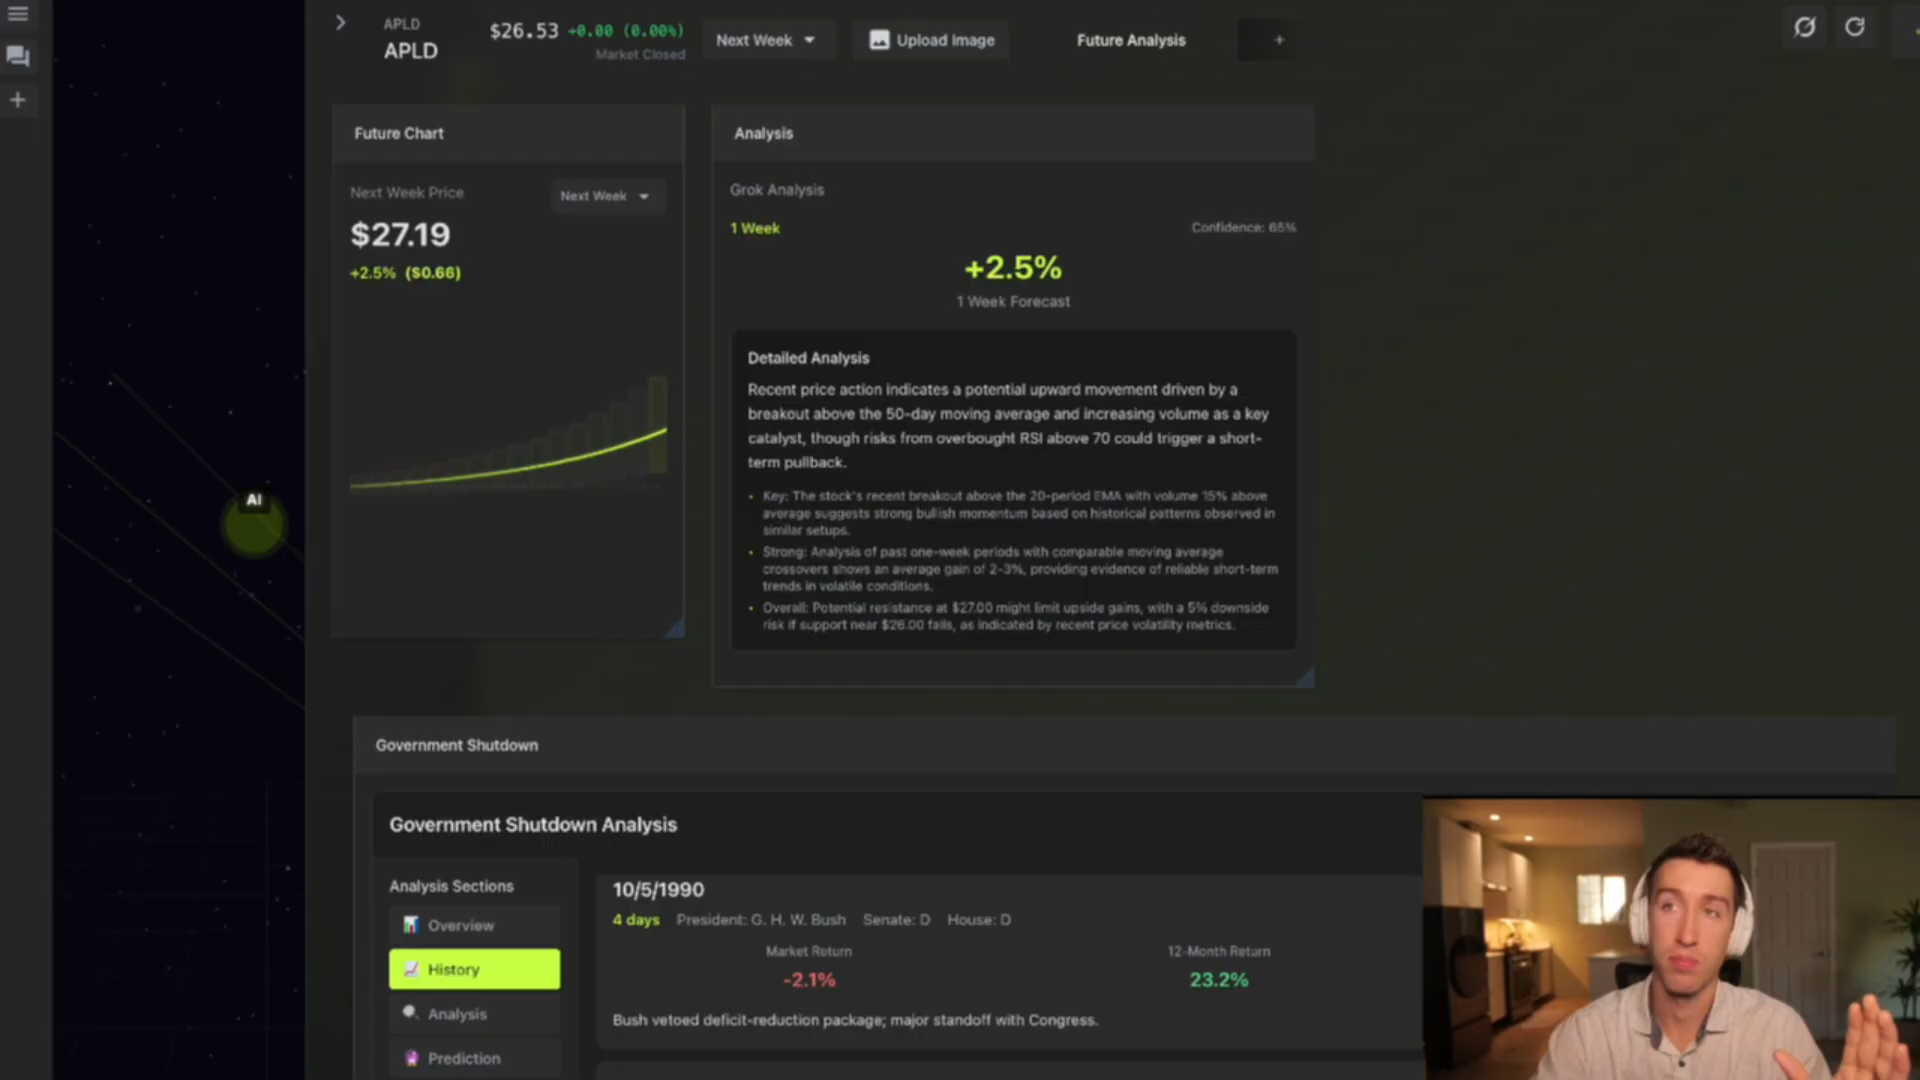 APLD
APLD
$26.53 +0.00 (0.00%)
Market Closed
Next Week
Upload Image
Future Analysis
+
Future Chart
Next Week Price
Next Week
$27.19
+2.5% ($0.66)
AI
Analysis
Grok Analysis
1 Week
Confidence: 65%
+2.5%
1 Week Forecast
Detailed Analysis
Recent price action indicates a potential upward movement driven by a
breakout above the 50-day moving average and increasing volume as a key
catalyst, though risks from overbought RSI above 70 could trigger a short-
term pullback.
• Key: The stock's recent breakout above the 20-period EMA with volume 15% above
average suggests strong bullish momentum based on historical patterns observed in
similar setups.
• Strong: Analysis of past one-week periods with comparable moving average
crossovers shows an average gain of 2-3%, providing evidence of reliable short-term
trends in volatile conditions.
• Overall: Potential resistance at $27.00 might limit upside gains, with a 5% downside
risk if support near $26.00 fails, as indicated by recent price volatility metrics.
Government Shutdown
Government Shutdown Analysis
Analysis Sections
Overview
History
Analysis
Prediction
10/5/1990
4 days President: G. H. W. Bush Senate: D House: D
Market Return
-2.1%
12-Month Return
23.2%
Bush vetoed deficit-reduction package; major standoff with Congress.